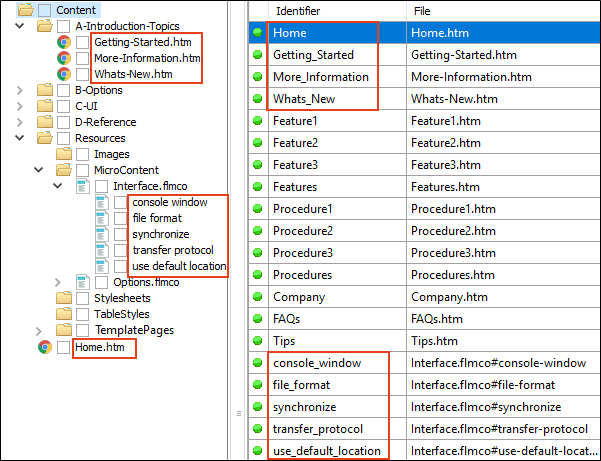 Content
A-Introduction-Topics
Getting-Started.htm
More-Information.htm
Whats-New.htm
B-Options
C-UI
D-Reference
Resources
Images
MicroContent
Interface.flmco
console window
file format
synchronize
transfer protocol
use default location
Options.flmco
Stylesheets
TableStyles
TemplatePages
Home.htm
Identifier File
Home Home.htm
Getting_Started Getting-Started.htm
More_Information More-Information.htm
Whats_New Whats-New.htm
Feature1 Feature1.htm
Feature2 Feature2.htm
Feature3 Feature3.htm
Features Features.htm
Procedure1 Procedure1.htm
Procedure2 Procedure2.htm
Procedure3 Procedure3.htm
Procedures Procedures.htm
Company Company.htm
FAQs FAQs.htm
Tips Tips.htm
console_window Interface.flmco#console-window
file_format Interface.flmco#file-format
synchronize Interface.flmco#synchronize
transfer_protocol Interface.flmco#transfer-protocol
use_default_location Interface.flmco#use-default-locat...